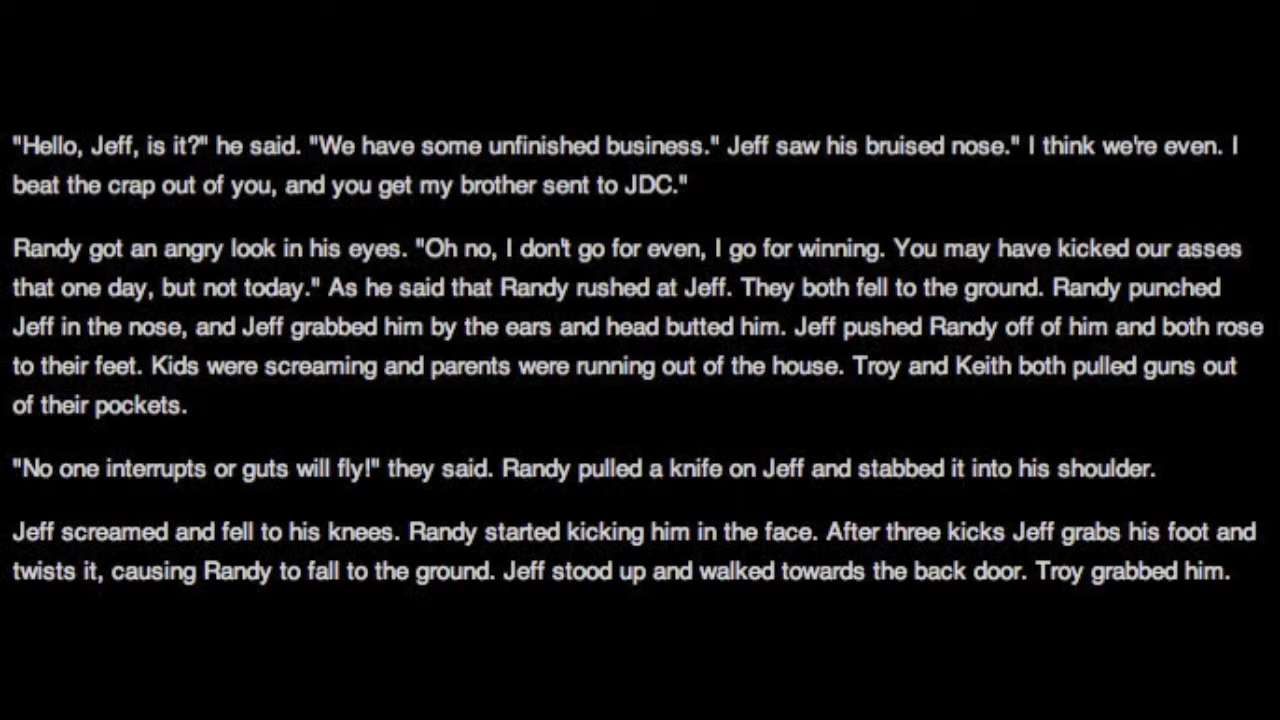 "Hello, Jeff, is it?" he said. "We have some unfinished business." Jeff saw his bruised nose." I think we're even. I
beat the crap out of you, and you get my brother sent to JDC."
Randy got an angry look in his eyes. "Oh no, I don't go for even, I go for winning. You may have kicked our asses
that one day, but not today." As he said that Randy rushed at Jeff. They both fell to the ground. Randy punched
Jeff in the nose, and Jeff grabbed him by the ears and head butted him. Jeff pushed Randy off of him and both rose
to their feet. Kids were screaming and parents were running out of the house. Troy and Keith both pulled guns out
of their pockets.
"No one interrupts or guts will fly!" they said. Randy pulled a knife on Jeff and stabbed it into his shoulder.
Jeff screamed and fell to his knees. Randy started kicking him in the face. After three kicks Jeff grabs his foot and
twists it, causing Randy to fall to the ground. Jeff stood up and walked towards the back door. Troy grabbed him.